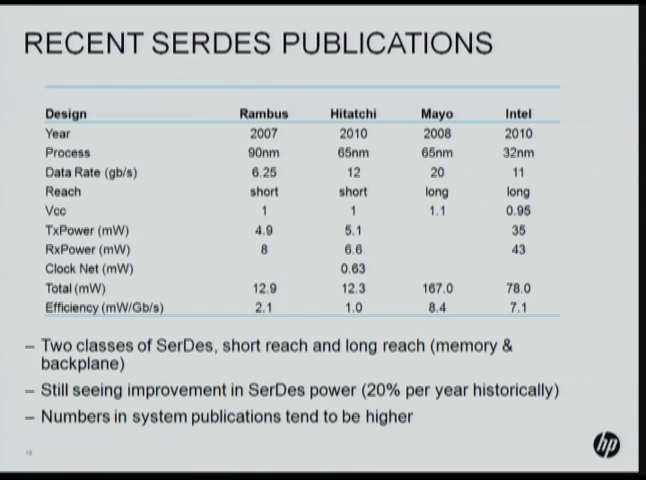 RECENT SERDES PUBLICATIONS
Design Rambus Hitatchi Mayo Intel
Year 2007 2010 2008 2010
Process 90nm 65nm 65nm 32nm
Data Rate (gb/s) 6.25 12 20 11
Reach short short long long
Vcc 1 1 1.1 0.95
TxPower (mW) 4.9 5.1 35
RxPower (mW) 8 6.6 43
Clock Net (mW) 0.63
Total (mW) 12.9 12.3 167.0 78.0
Efficiency (mW/Gb/s) 2.1 1.0 8.4 7.1
– Two classes of SerDes, short reach and long reach (memory &
backplane)
– Still seeing improvement in SerDes power (20% per year historically)
– Numbers in system publications tend to be higher
hp